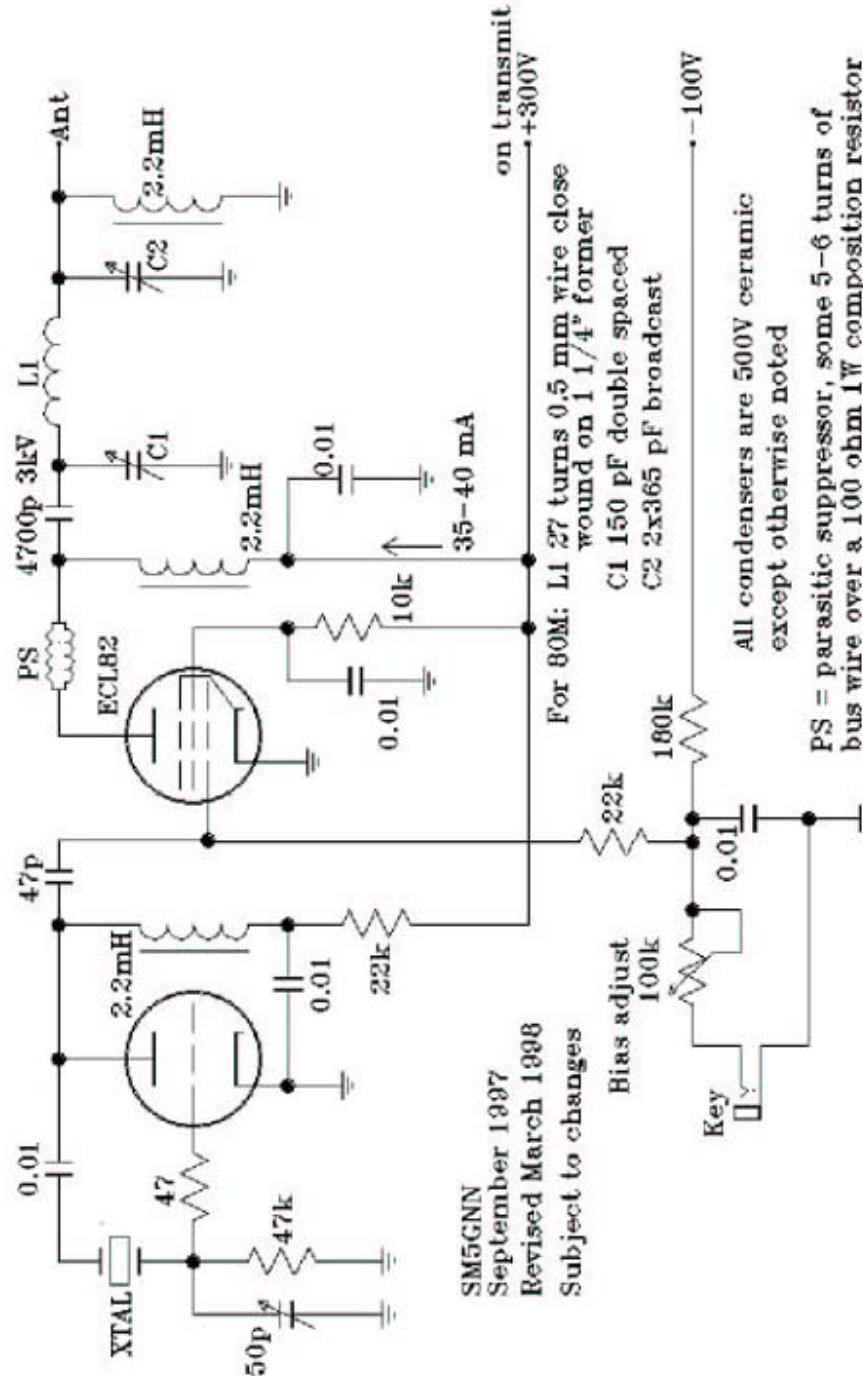 XTAL
0.01
50p
47
47k
2.2mH
0.01
22k
47p
ECL82
PS
4700p 3kV
L1
Ant
C1
C2
2.2mH
2.2mH
0.01
10k
0.01
35-40 mA
on transmit
+300V
SM5GNN
September 1997
Revised March 1998
Subject to changes
For 80M: L1 27 turns 0.5 mm wire close
wound on 1 1/4" former
C1 150 pF double spaced
C2 2x365 pF broadcast
Key
Bias adjust
100k
22k
180k
0.01
-100V
All condensers are 500V ceramic
except otherwise noted
PS = parasitic suppressor, some 5-6 turns of
bus wire over a 100 ohm 1W composition resistor